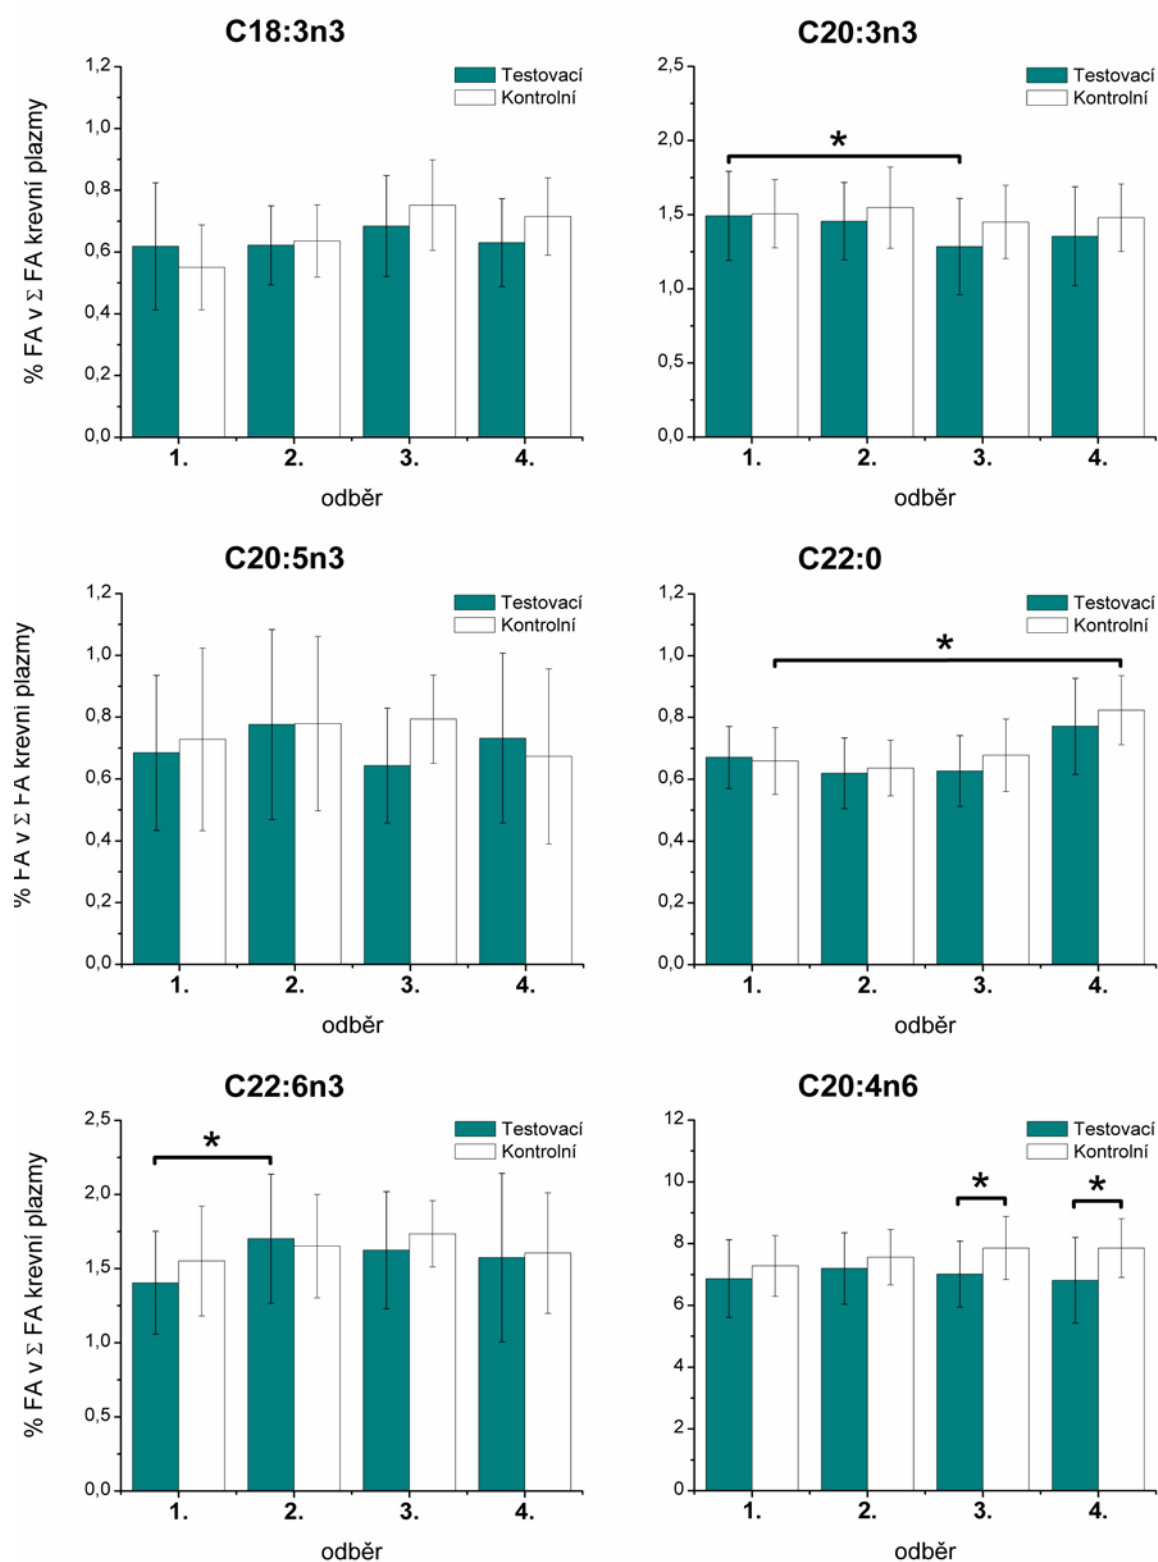 C18:3n3
% FA v Σ FA krevní plazmy
1,2
1,0
0,8
0,6
0,4
0,2
0,0
Testovací
Kontrolní
1. 2. 3. 4.
odběr
C20:3n3
2,5
2,0
1,5
1,0
0,5
0,0
Testovací
Kontrolní
*
1. 2. 3. 4.
odběr
C20:5n3
% FA v Σ FA krevní plazmy
1,2
1,0
0,8
0,6
0,4
0,2
0,0
Testovací
Kontrolní
1. 2. 3. 4.
odběr
C22:0
1,2
1,0
0,8
0,6
0,4
0,2
0,0
Testovací
Kontrolní
*
1. 2. 3. 4.
odběr
C22:6n3
% FA v Σ FA krevní plazmy
2,5
2,0
1,5
1,0
0,5
0,0
Testovací
Kontrolní
*
1. 2. 3. 4.
odběr
C20:4n6
12
10
8
6
4
2
0
Testovací
Kontrolní
* *
1. 2. 3. 4.
odběr